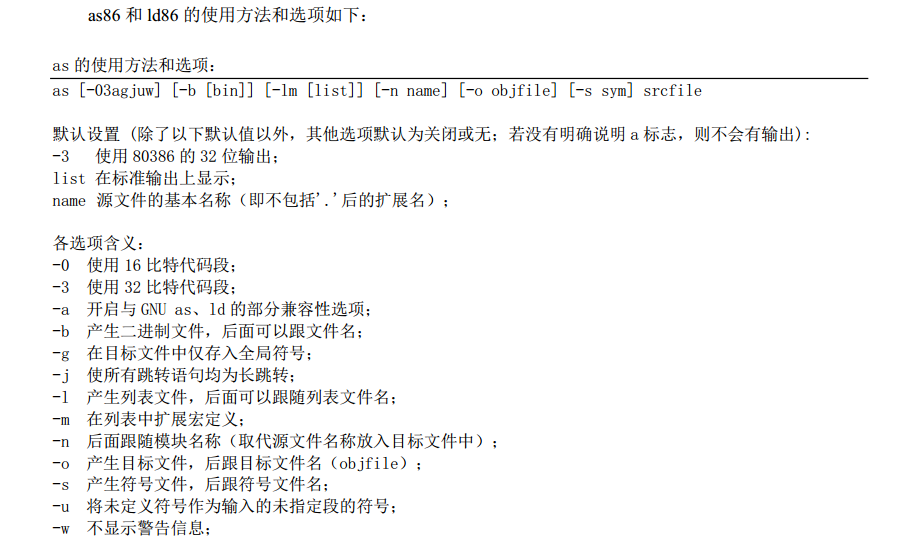 as86 和 ld86 的使用方法和选项如下：
as 的使用方法和选项：
as [-03agjuw] [-b [bin]] [-lm [list]] [-n name] [-o objfile] [-s sym] srcfile
默认设置 (除了以下默认值以外，其他选项默认为关闭或无；若没有明确说明 a 标志，则不会有输出)：
-3 使用 80386 的 32 位输出；
list 在标准输出上显示；
name 源文件的基本名称（即不包括'.'后的扩展名）；
各选项含义：
-0 使用 16 比特代码段；
-3 使用 32 比特代码段；
-a 开启与 GNU as、ld 的部分兼容性选项；
-b 产生二进制文件，后面可以跟文件名；
-g 在目标文件中仅存入全局符号；
-j 使所有跳转语句均为长跳转；
-l 产生列表文件，后面可以跟随列表文件名；
-m 在列表中扩展宏定义；
-n 后面跟随模块名称（取代源文件名称放入目标文件中）；
-o 产生目标文件，后跟目标文件名（objfile）；
-s 产生符号文件，后跟符号文件名；
-u 将未定义符号作为输入的未指定段的符号；
-w 不显示警告信息；